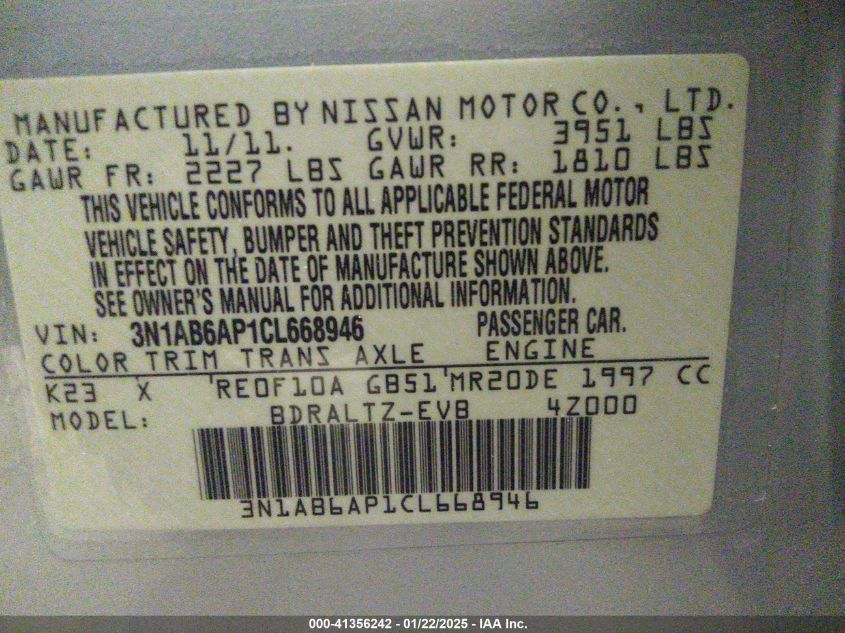 MANUFACTURED BY NISSAN MOTOR CO., LTD.
DATE: 11/11. GVWR: 3951 LBS
GAWR FR: 2227 LBS GAWR RR: 1810 LBS
THIS VEHICLE CONFORMS TO ALL APPLICABLE FEDERAL MOTOR
VEHICLE SAFETY, BUMPER AND THEFT PREVENTION STANDARDS
IN EFFECT ON THE DATE OF MANUFACTURE SHOWN ABOVE.
SEE OWNER'S MANUAL FOR ADDITIONAL INFORMATION.
VIN: 3N1AB6AP1CL668946 PASSENGER CAR.
COLOR TRIM TRANS AXLE ENGINE
K23 X RE0F10A GB51 MR20DE 1997 CC
MODEL: BDRALTZ-EVB 4Z000
3N1AB6AP1CL668946
000-41356242 - 01/22/2025 - IAA Inc.